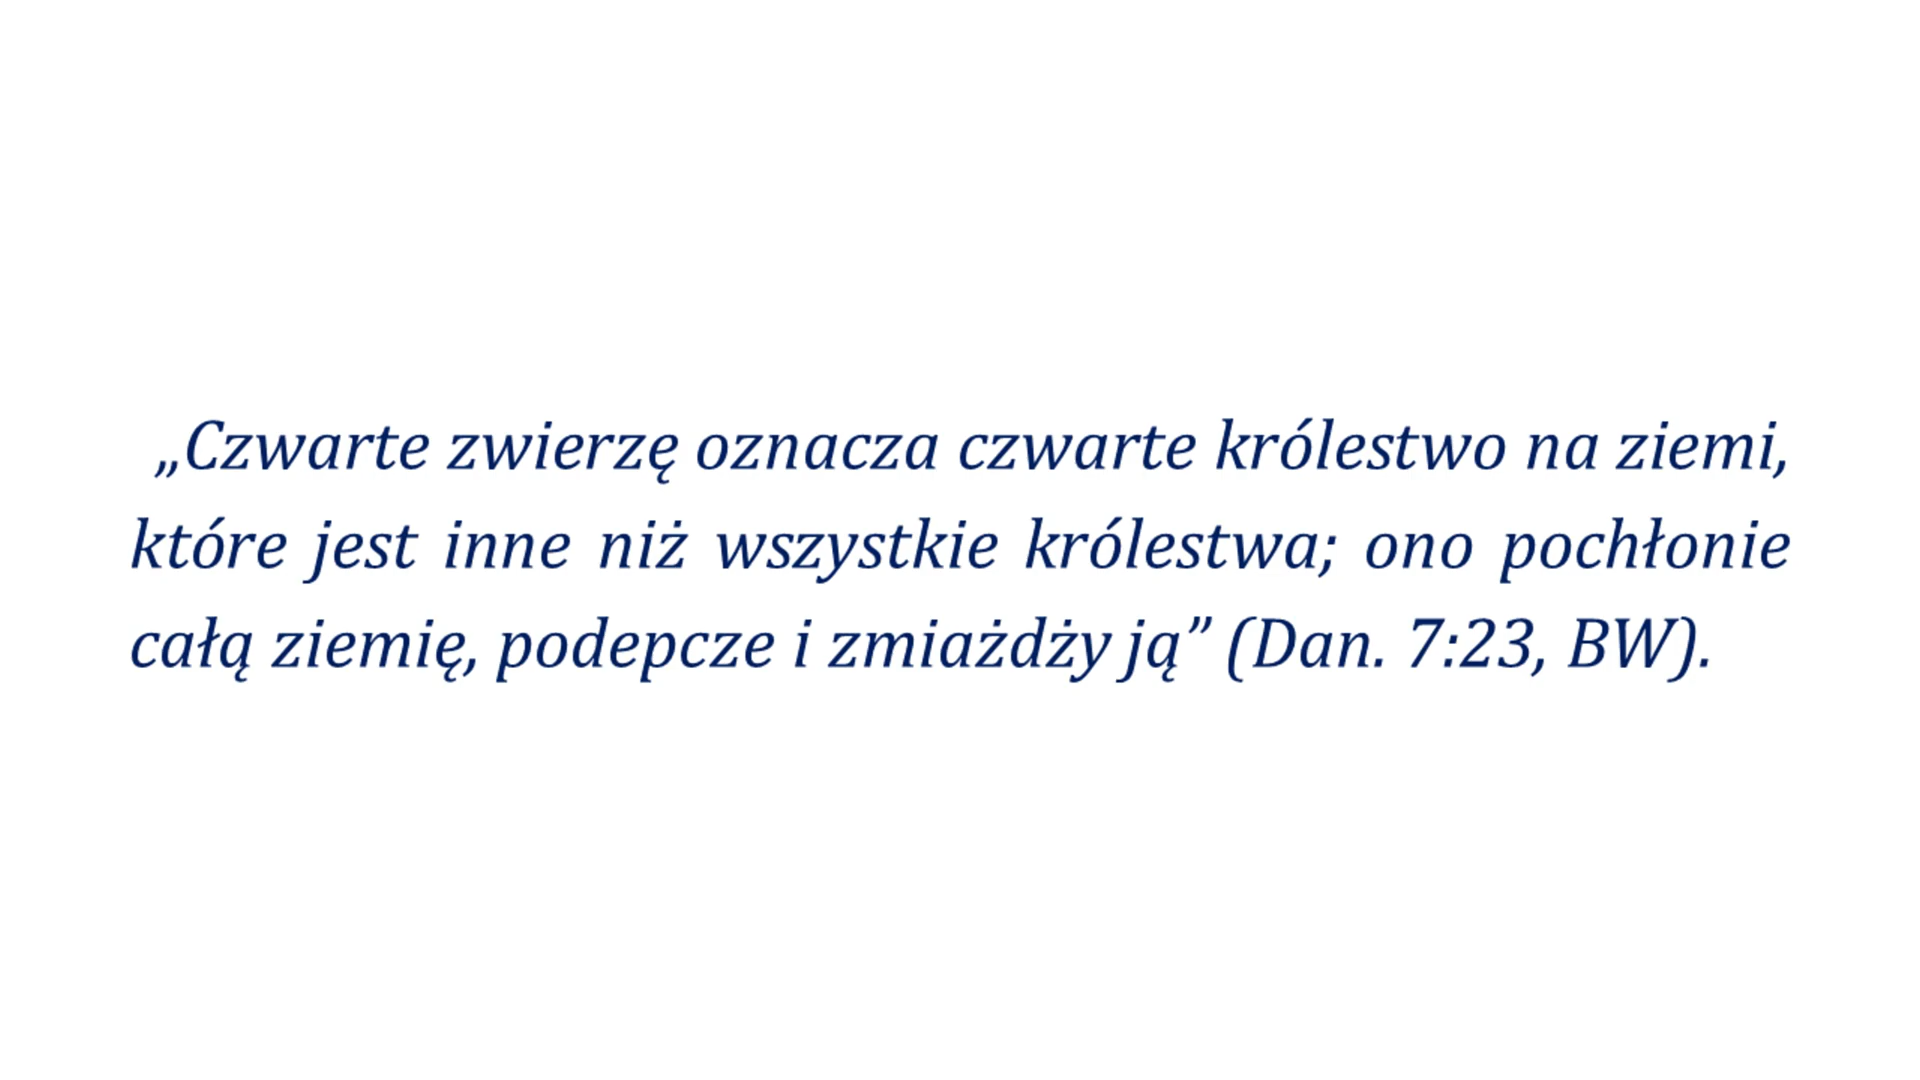 „Czwarte zwierzę oznacza czwarte królestwo na ziemi,
które jest inne niż wszystkie królestwa; ono pochłonie
całą ziemię, podepcze i zmiażdży ją” (Dan. 7:23, BW).